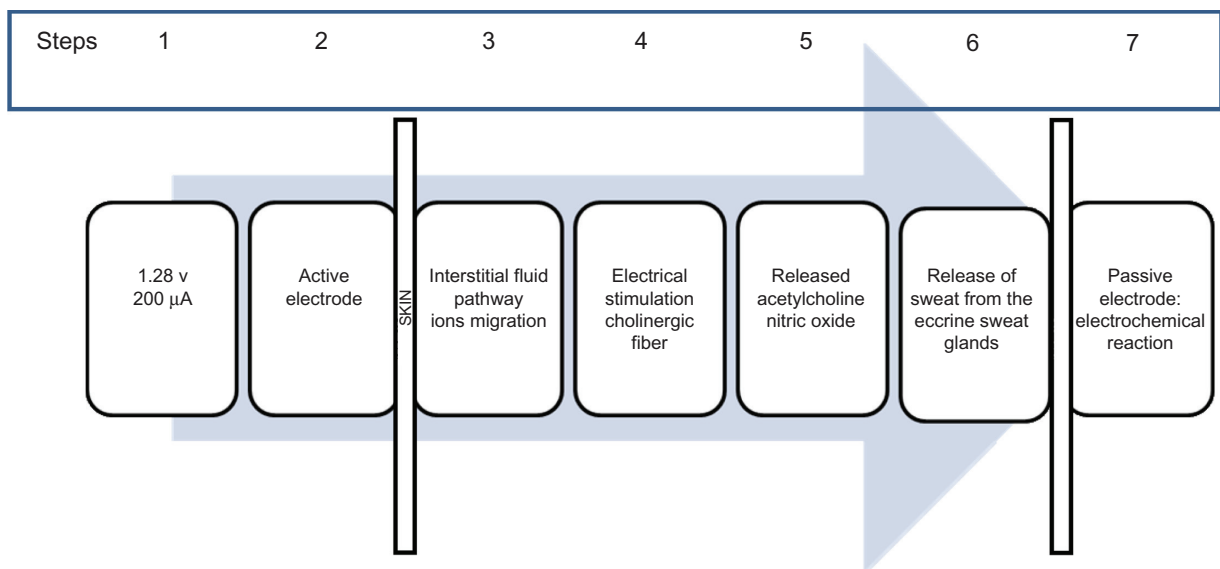 Steps 1 2 3 4 5 6 7
1.28 v
200 μA
Active
electrode
SKIN
Interstitial fluid
pathway
ions migration
Electrical
stimulation
cholinergic
fiber
Released
acetylcholine
nitric oxide
Release of
sweat from the
eccrine sweat
glands
Passive
electrode:
electrochemical
reaction